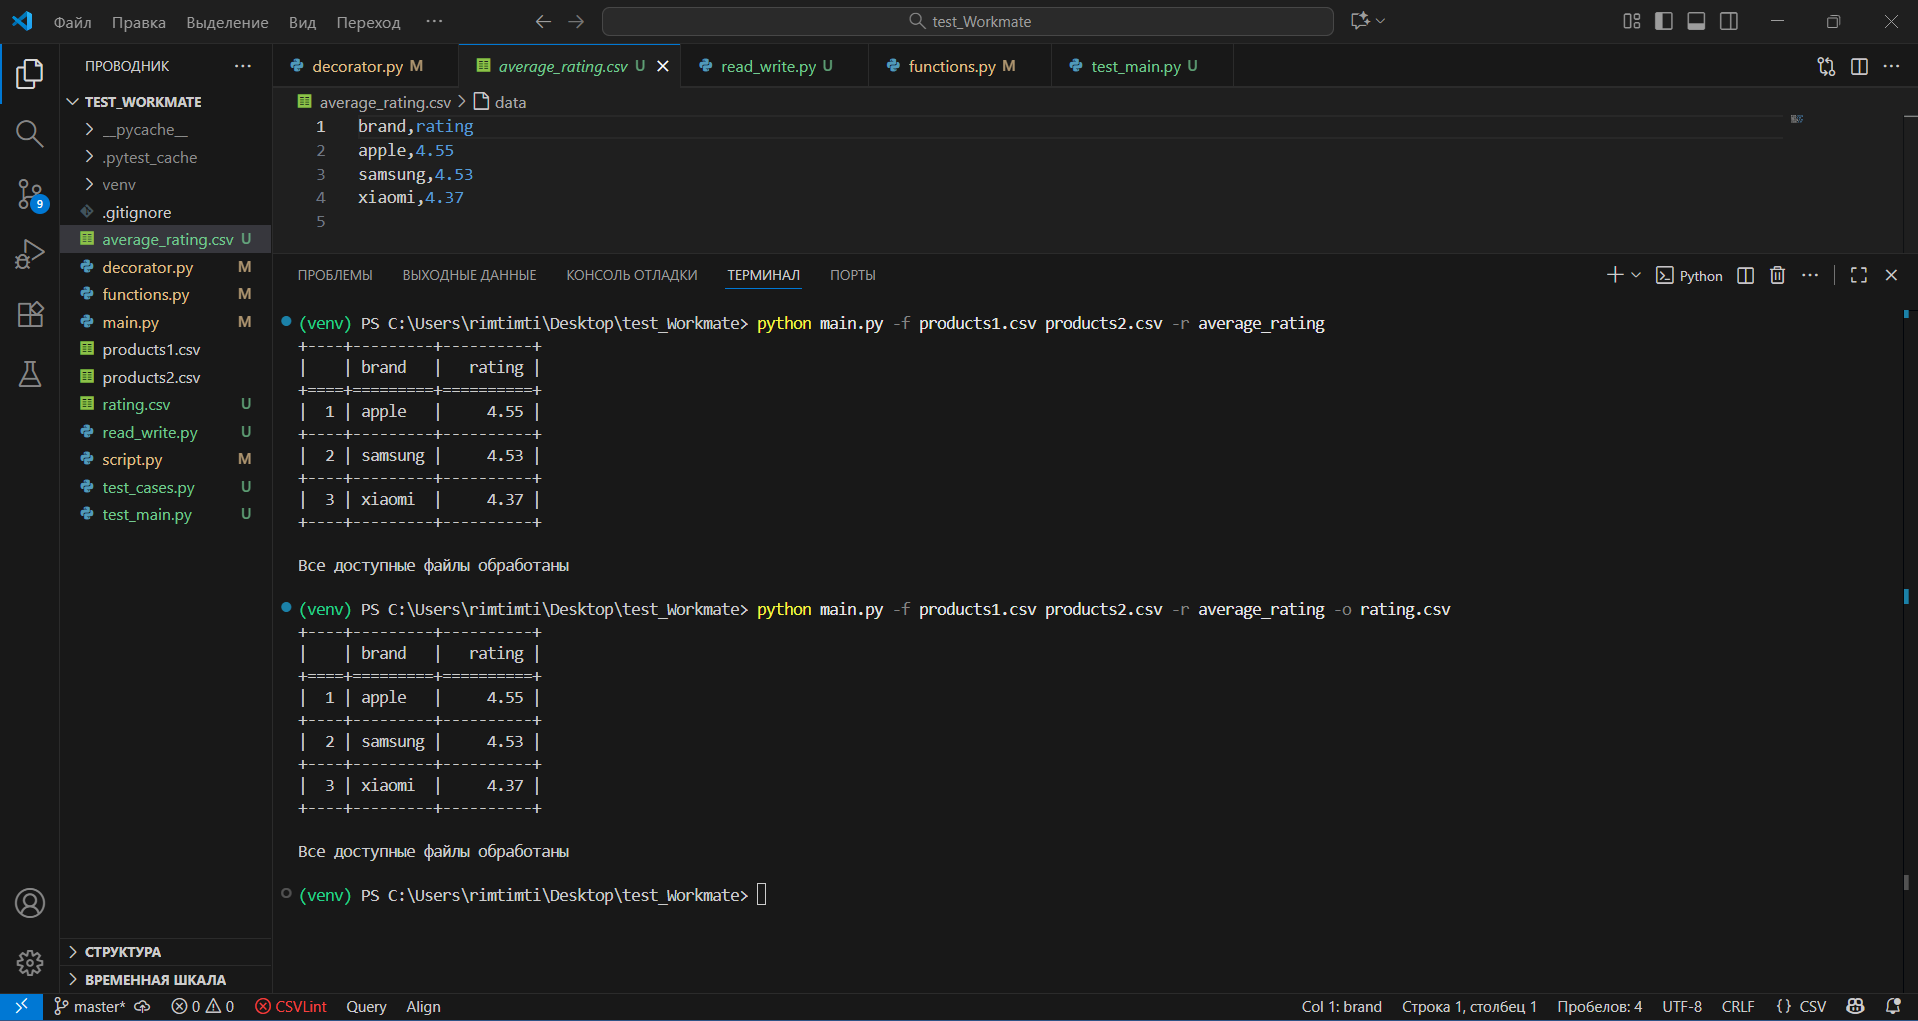 Файл Правка Выделение Вид Переход ··· test_Workmate
ПРОВОДНИК ···
TEST_WORKMATE
__pycache__
.pytest_cache
venv
.gitignore
average_rating.csv U
decorator.py M
functions.py M
main.py M
products1.csv
products2.csv
rating.csv U
read_write.py U
script.py M
test_cases.py U
test_main.py U
СТРУКТУРА
ВРЕМЕННАЯ ШКАЛА
9
decorator.py M average_rating.csv U read_write.py U functions.py M test_main.py U ···
average_rating.csv > data
1 brand,rating
2 apple,4.55
3 samsung,4.53
4 xiaomi,4.37
5
ПРОБЛЕМЫ ВЫХОДНЫЕ ДАННЫЕ КОНСОЛЬ ОТЛАДКИ ТЕРМИНАЛ ПОРТЫ Python ···
(venv) PS C:\Users\rimtimti\Desktop\test_Workmate> python main.py -f products1.csv products2.csv -r average_rating
+----+---------+----------+
|    | brand   |   rating |
+====+=========+==========+
|  1 | apple   |     4.55 |
+----+---------+----------+
|  2 | samsung |     4.53 |
+----+---------+----------+
|  3 | xiaomi  |     4.37 |
+----+---------+----------+
Все доступные файлы обработаны
(venv) PS C:\Users\rimtimti\Desktop\test_Workmate> python main.py -f products1.csv products2.csv -r average_rating -o rating.csv
+----+---------+----------+
|    | brand   |   rating |
+====+=========+==========+
|  1 | apple   |     4.55 |
+----+---------+----------+
|  2 | samsung |     4.53 |
+----+---------+----------+
|  3 | xiaomi  |     4.37 |
+----+---------+----------+
Все доступные файлы обработаны
(venv) PS C:\Users\rimtimti\Desktop\test_Workmate>
master* 0 0 CSVLint Query Align Col 1: brand Строка 1, столбец 1 Пробелов: 4 UTF-8 CRLF {} CSV